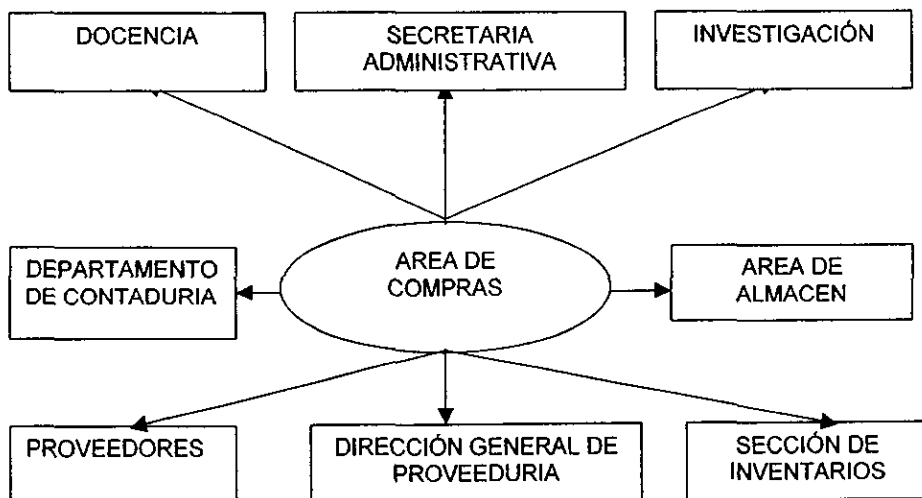 DOCENCIA
SECRETARIA
ADMINISTRATIVA
INVESTIGACIÓN
DEPARTAMENTO
DE CONTADURIA
AREA DE
COMPRAS
AREA DE
ALMACEN
PROVEEDORES
DIRECCIÓN GENERAL DE
PROVEEDURIA
SECCIÓN DE
INVENTARIOS